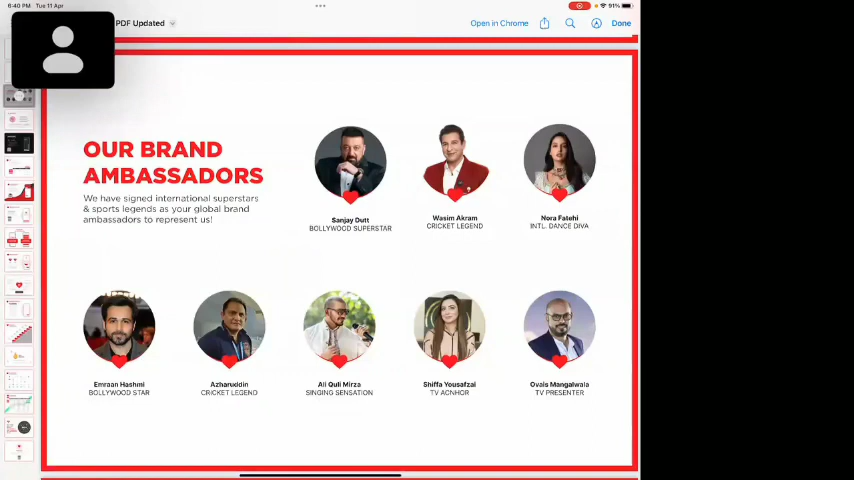 6:40 PM Tue 11 Apr
91%
PDF Updated
Open in Chrome
Done
OUR BRAND
AMBASSADORS
We have signed international superstars
& sports legends as your global brand
ambassadors to represent us!
Sanjay Dutt
BOLLYWOOD SUPERSTAR
Wasim Akram
CRICKET LEGEND
Nora Fatehi
INTL. DANCE DIVA
Emraan Hashmi
BOLLYWOOD STAR
Azharuddin
CRICKET LEGEND
Ali Quli Mirza
SINGING SENSATION
Shiffa Yousafzai
TV ACNHOR
Ovais Mangalwala
TV PRESENTER